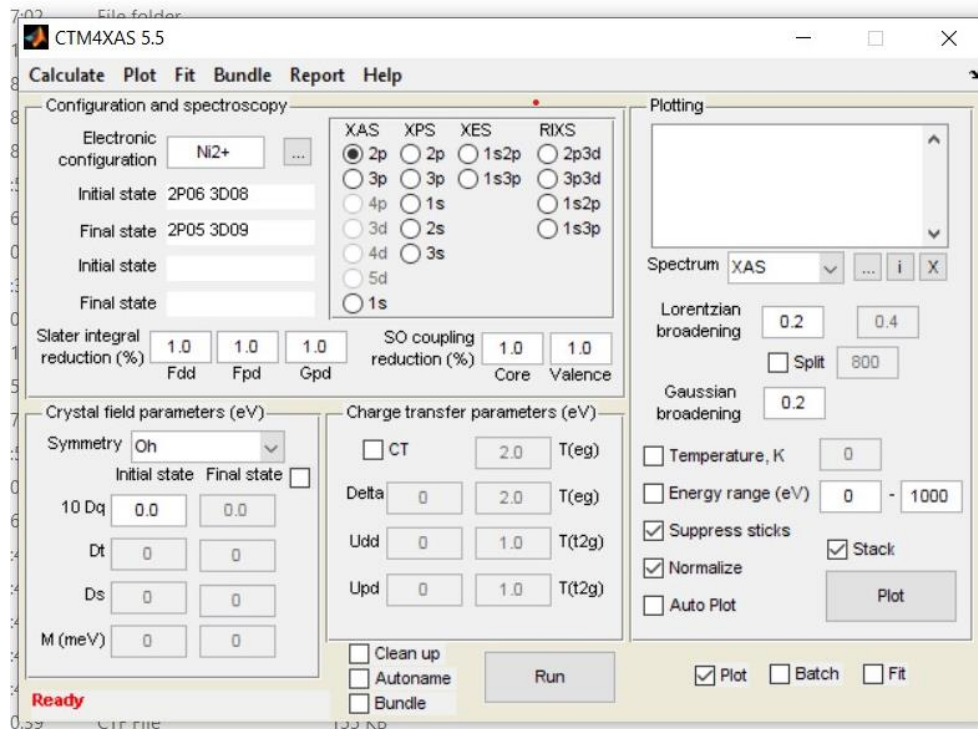 7:02 File folder
CTM4XAS 5.5
Calculate Plot Fit Bundle Report Help
Configuration and spectroscopy
Electronic configuration Ni2+ ...
Initial state 2P06 3D08
Final state 2P05 3D09
Initial state
Final state
XAS XPS XES RIXS
2p 2p 1s2p 2p3d
3p 3p 1s3p 3p3d
4p 1s 1s2p
3d 2s 1s3p
4d 3s
5d
1s
Slater integral reduction (%) 1.0 1.0 1.0
Fdd Fpd Gpd
SO coupling reduction (%) 1.0 1.0
Core Valence
Crystal field parameters (eV)
Symmetry Oh
Initial state Final state
10 Dq 0.0 0.0
Dt 0 0
Ds 0 0
M (meV) 0 0
Charge transfer parameters (eV)
CT 2.0 T(eg)
Delta 0 2.0 T(eg)
Udd 0 1.0 T(t2g)
Upd 0 1.0 T(t2g)
Plotting
Spectrum XAS ... i X
Lorentzian broadening 0.2 0.4
Split 800
Gaussian broadening 0.2
Temperature, K 0
Energy range (eV) 0 - 1000
Suppress sticks
Stack
Normalize
Auto Plot
Plot
Clean up
Autoname
Bundle
Run
Plot Batch Fit
Ready
CTF File